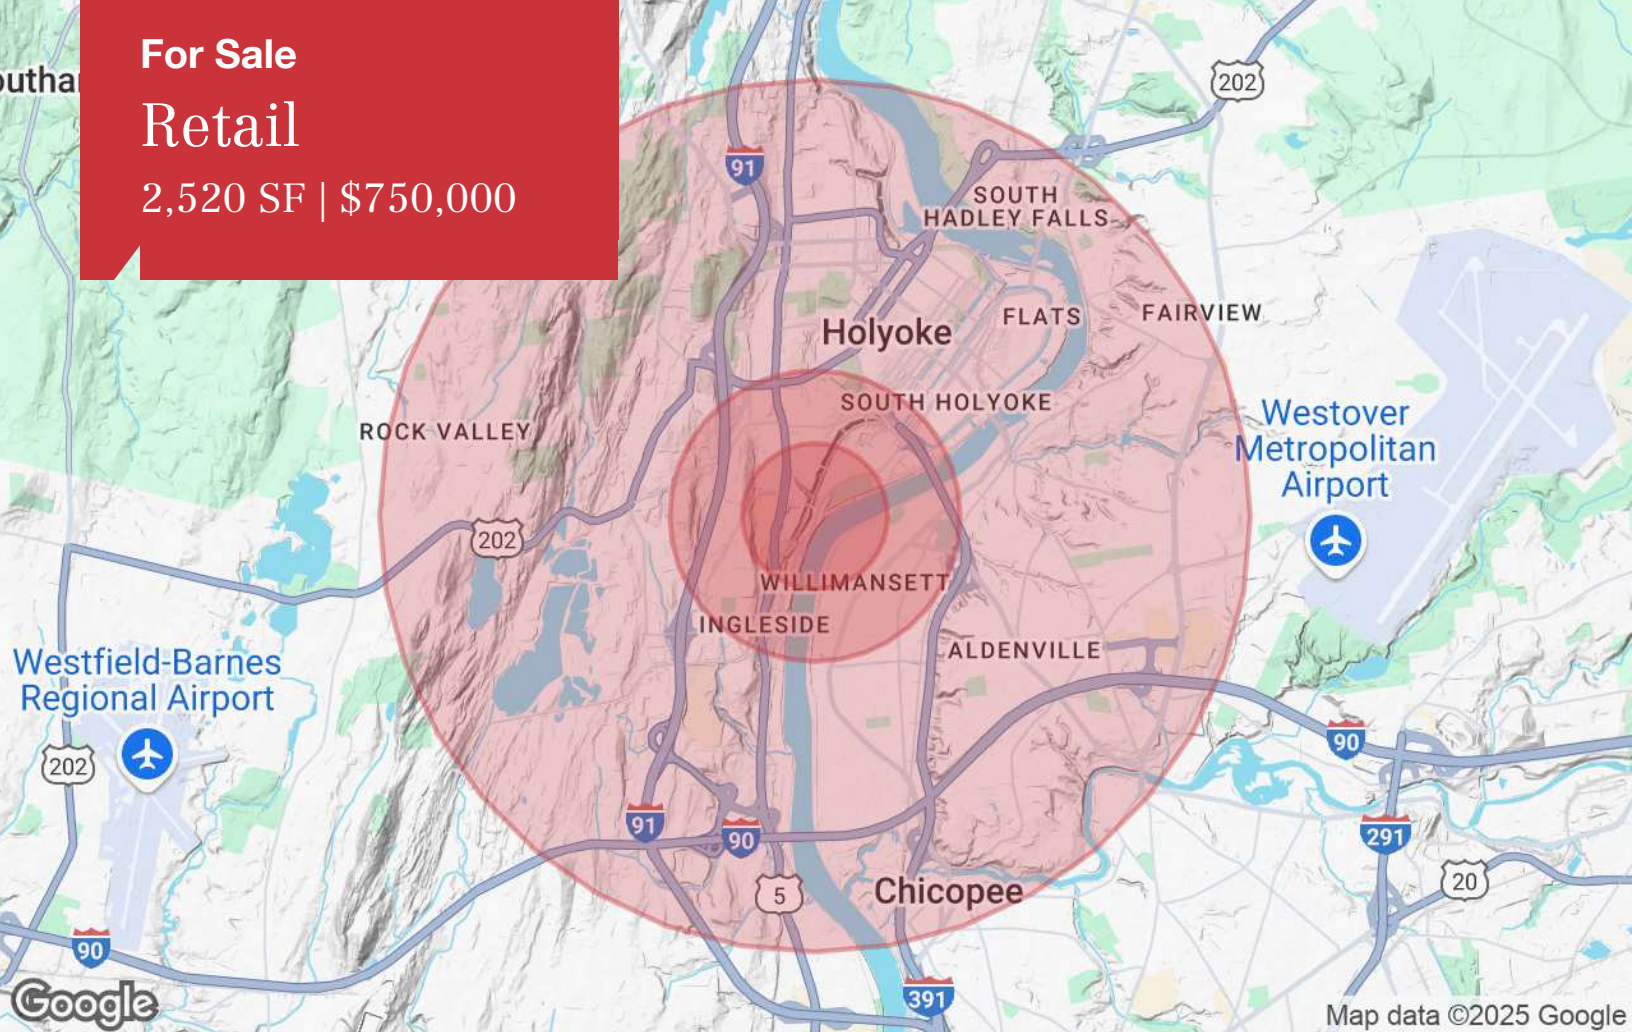 For Sale
Retail
2,520 SF | $750,000
202
91
SOUTH
HADLEY FALLS
Holyoke
FLATS
FAIRVIEW
SOUTH HOLYOKE
ROCK VALLEY
Westover
Metropolitan
Airport
202
WILLIMANSETT
INGLESIDE
ALDENVILLE
Westfield-Barnes
Regional Airport
202
90
91
90
291
5
Chicopee
20
90
391
Google
Map data ©2025 Google